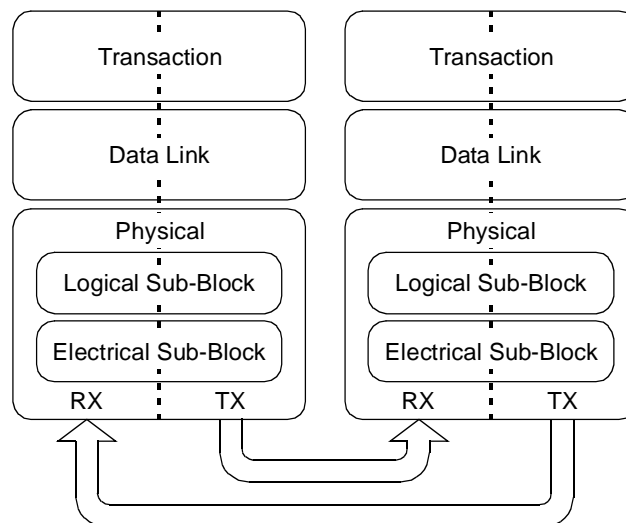 Transaction
Transaction
Data Link
Data Link
Physical
Physical
Logical Sub-Block
Logical Sub-Block
Electrical Sub-Block
Electrical Sub-Block
RX
TX
RX
TX